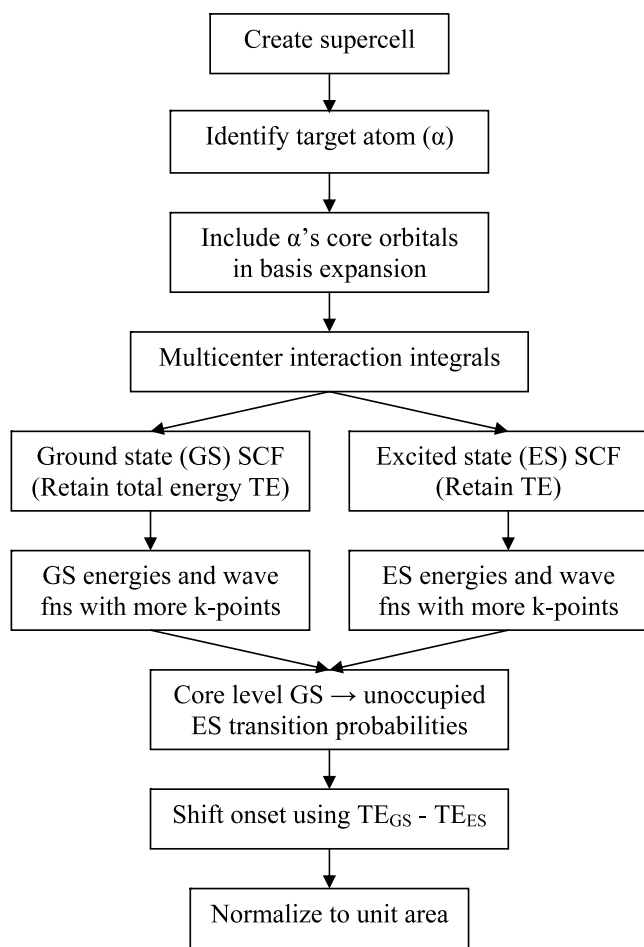 Create supercell
Identify target atom (α)
Include α's core orbitals
in basis expansion
Multicenter interaction integrals
Ground state (GS) SCF
(Retain total energy TE)
Excited state (ES) SCF
(Retain TE)
GS energies and wave
fns with more k-points
ES energies and wave
fns with more k-points
Core level GS → unoccupied
ES transition probabilities
Shift onset using TE_GS - TE_ES
Normalize to unit area